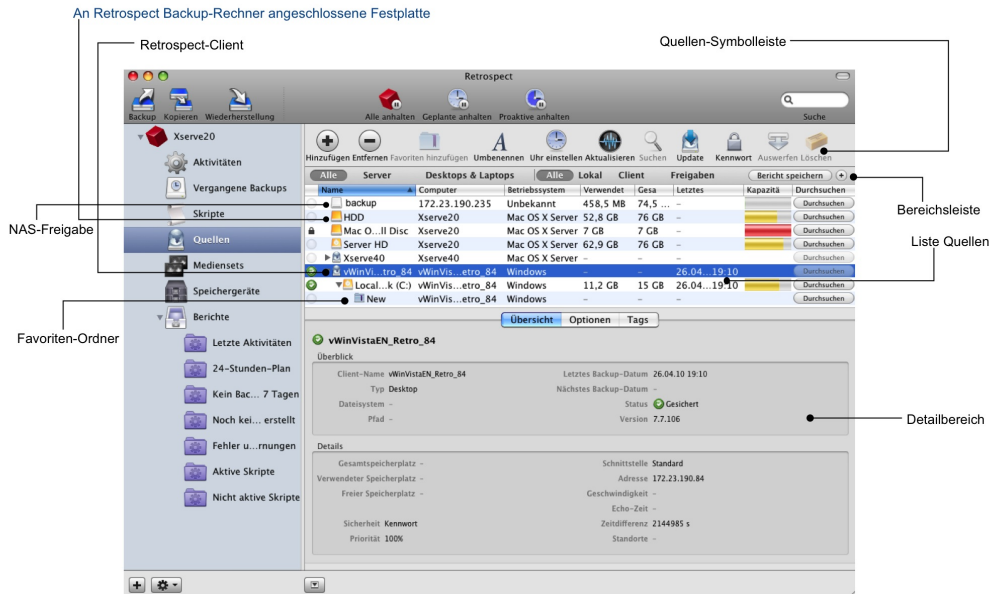 An Retrospect Backup-Rechner angeschlossene Festplatte
Retrospect-Client
Quellen-Symbolleiste
Retrospect
Backup Kopieren Wiederherstellung
Alle anhalten Geplante anhalten Proaktive anhalten
Suche
Xserve20
Aktivitäten
Vergangene Backups
Skripte
Quellen
Mediensets
Speichergeräte
Berichte
Letzte Aktivitäten
24-Stunden-Plan
Kein Bac... 7 Tagen
Noch kei... erstellt
Fehler u...rnungen
Aktive Skripte
Nicht aktive Skripte
Hinzufügen Entfernen Favoriten hinzufügen Umbenennen Uhr einstellen Aktualisieren Suchen Update Kennwort Auswerfen Löschen
Alle Server Desktops & Laptops Alle Lokal Client Freigaben Bericht speichern +
Name Computer Betriebssystem Verwendet Gesa Letztes Kapazitä Durchsuchen
backup 172.23.190.235 Unbekannt 458,5 MB 74,5 ... – Durchsuchen
HDD Xserve20 Mac OS X Server 52,8 GB 76 GB – Durchsuchen
Mac O...ll Disc Xserve20 Mac OS X Server 7 GB 7 GB – Durchsuchen
Server HD Xserve20 Mac OS X Server 62,9 GB 76 GB – Durchsuchen
Xserve40 Xserve40 Mac OS X Server – – – Durchsuchen
vWinVi...tro_84 vWinVis...etro_84 Windows – – 26.04...19:10 Durchsuchen
Local...k (C:) vWinVis...etro_84 Windows 11,2 GB 15 GB 26.04...19:10 Durchsuchen
New vWinVis...etro_84 Windows – – – Durchsuchen
NAS-Freigabe
Favoriten-Ordner
Bereichsleiste
Liste Quellen
Detailbereich
Übersicht Optionen Tags
vWinVistaEN_Retro_84
Überblick
Client-Name vWinVistaEN_Retro_84
Typ Desktop
Dateisystem –
Pfad –
Letztes Backup-Datum 26.04.10 19:10
Nächstes Backup-Datum –
Status Gesichert
Version 7.7.106
Details
Gesamtspeicherplatz –
Verwendeter Speicherplatz –
Freier Speicherplatz –
Sicherheit Kennwort
Priorität 100%
Schnittstelle Standard
Adresse 172.23.190.84
Geschwindigkeit –
Echo-Zeit –
Zeitdifferenz 2144985 s
Standorte –